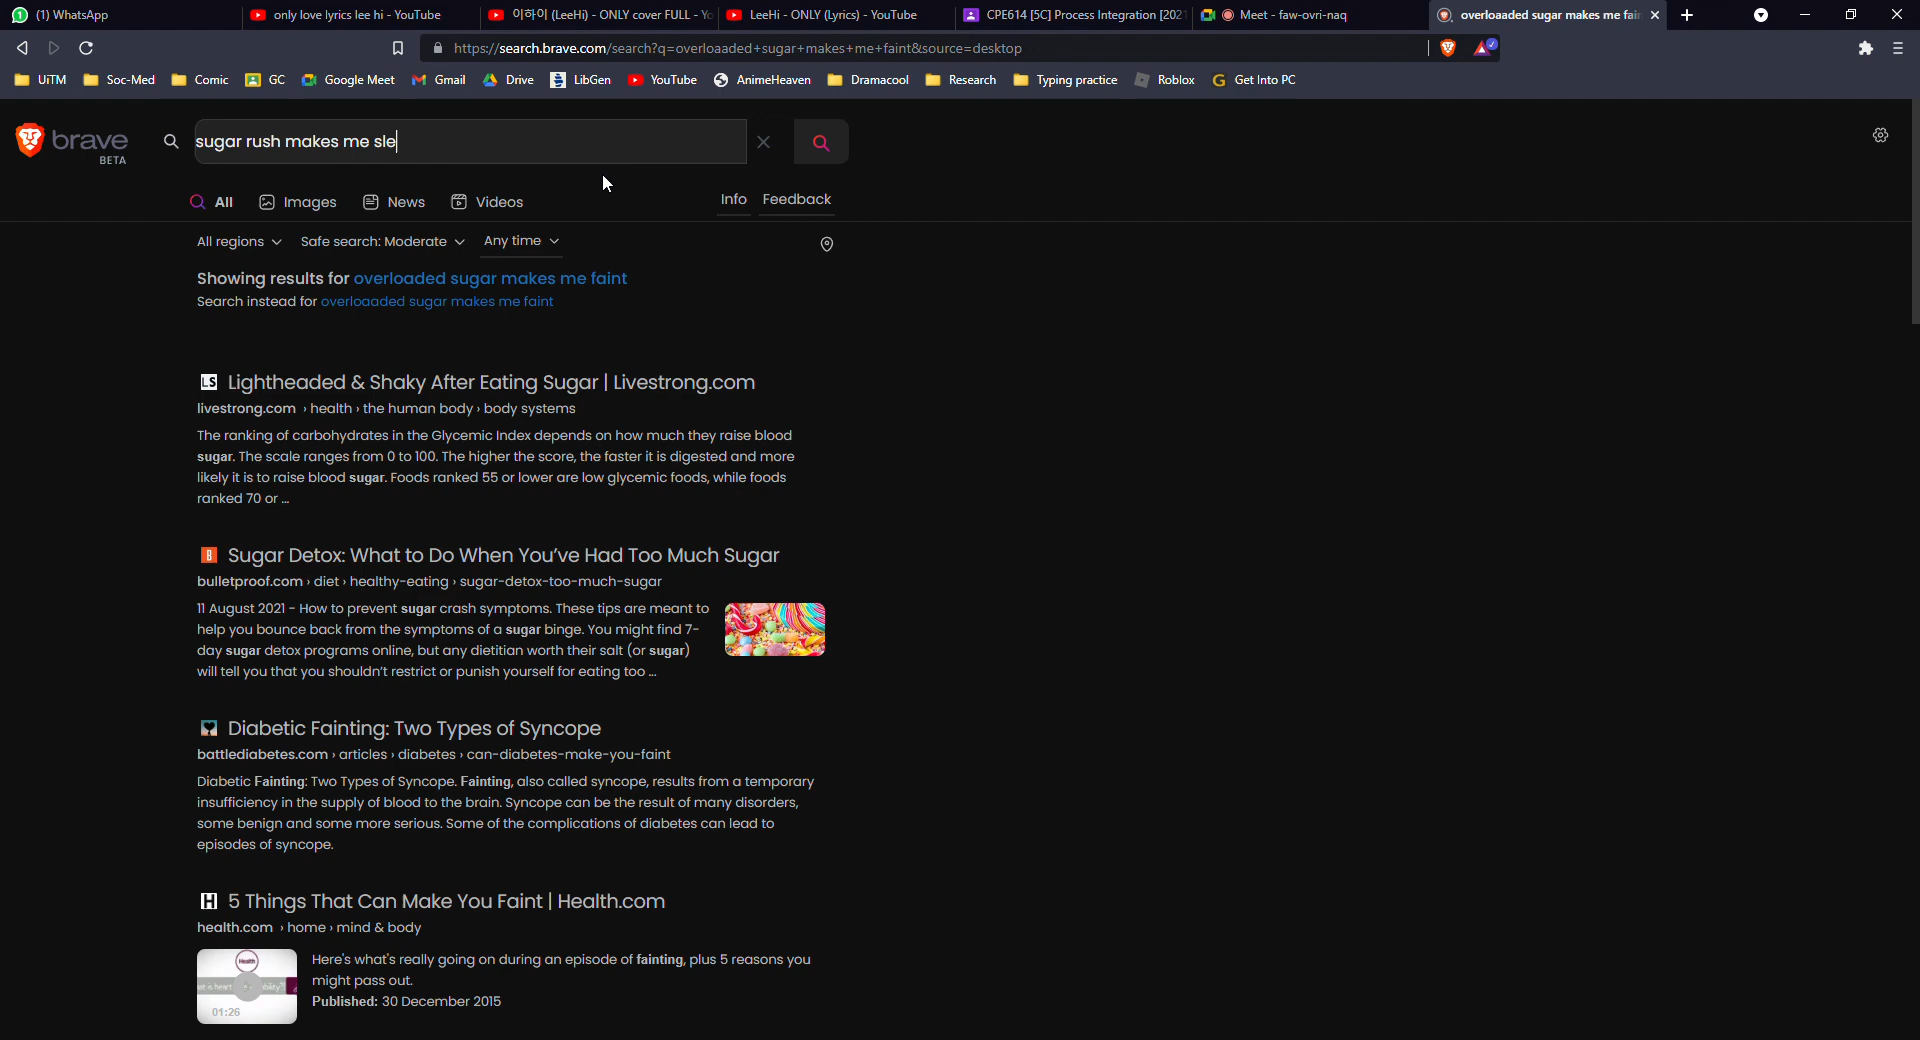 (1) WhatsApp
only love lyrics lee hi - YouTube
이하이 (LeeHi) - ONLY cover FULL - Yo
LeeHi - ONLY (Lyrics) - YouTube
CPE614 [5C] Process Integration [2021
Meet - faw-ovri-naq
overloaaded sugar makes me fain
https://search.brave.com/search?q=overloaaded+sugar+makes+me+faint&source=desktop
UiTM
Soc-Med
Comic
GC
Google Meet
Gmail
Drive
LibGen
YouTube
AnimeHeaven
Dramacool
Research
Typing practice
Roblox
Get Into PC
brave
BETA
sugar rush makes me sle
All
Images
News
Videos
Info
Feedback
All regions
Safe search: Moderate
Any time
Showing results for overloaded sugar makes me faint
Search instead for overloaaded sugar makes me faint
LS Lightheaded & Shaky After Eating Sugar | Livestrong.com
livestrong.com › health › the human body › body systems
The ranking of carbohydrates in the Glycemic Index depends on how much they raise blood
sugar. The scale ranges from 0 to 100. The higher the score, the faster it is digested and more
likely it is to raise blood sugar. Foods ranked 55 or lower are low glycemic foods, while foods
ranked 70 or ...
B Sugar Detox: What to Do When You've Had Too Much Sugar
bulletproof.com › diet › healthy-eating › sugar-detox-too-much-sugar
11 August 2021 - How to prevent sugar crash symptoms. These tips are meant to
help you bounce back from the symptoms of a sugar binge. You might find 7-
day sugar detox programs online, but any dietitian worth their salt (or sugar)
will tell you that you shouldn't restrict or punish yourself for eating too ...
Diabetic Fainting: Two Types of Syncope
battlediabetes.com › articles › diabetes › can-diabetes-make-you-faint
Diabetic Fainting: Two Types of Syncope. Fainting, also called syncope, results from a temporary
insufficiency in the supply of blood to the brain. Syncope can be the result of many disorders,
some benign and some more serious. Some of the complications of diabetes can lead to
episodes of syncope.
H 5 Things That Can Make You Faint | Health.com
health.com › home › mind & body
Health
01:26
Here's what's really going on during an episode of fainting, plus 5 reasons you
might pass out.
Published: 30 December 2015